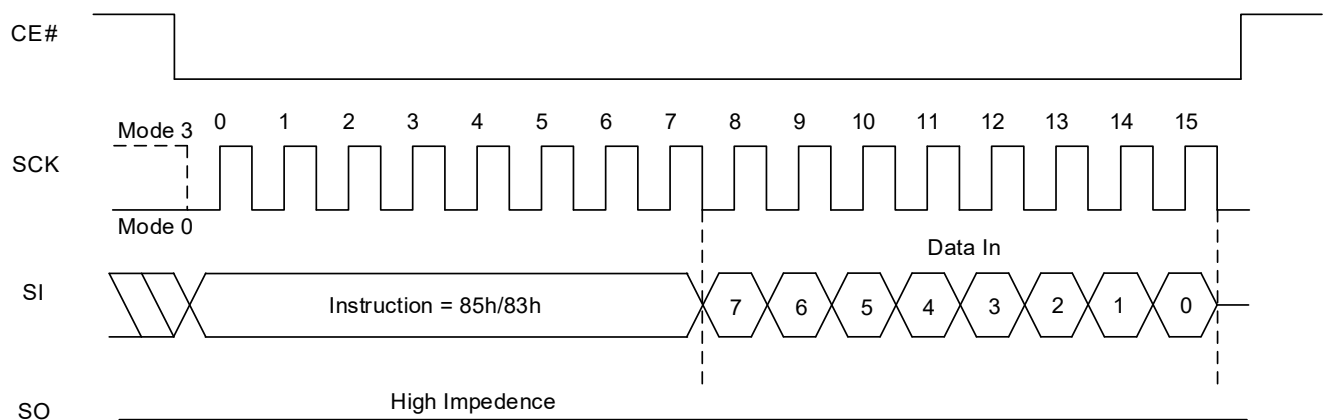 CE#
Mode 3
0 1 2 3 4 5 6 7 8 9 10 11 12 13 14 15
SCK
Mode 0
Data In
SI
Instruction = 85h/83h
7 6 5 4 3 2 1 0
High Impedence
SO